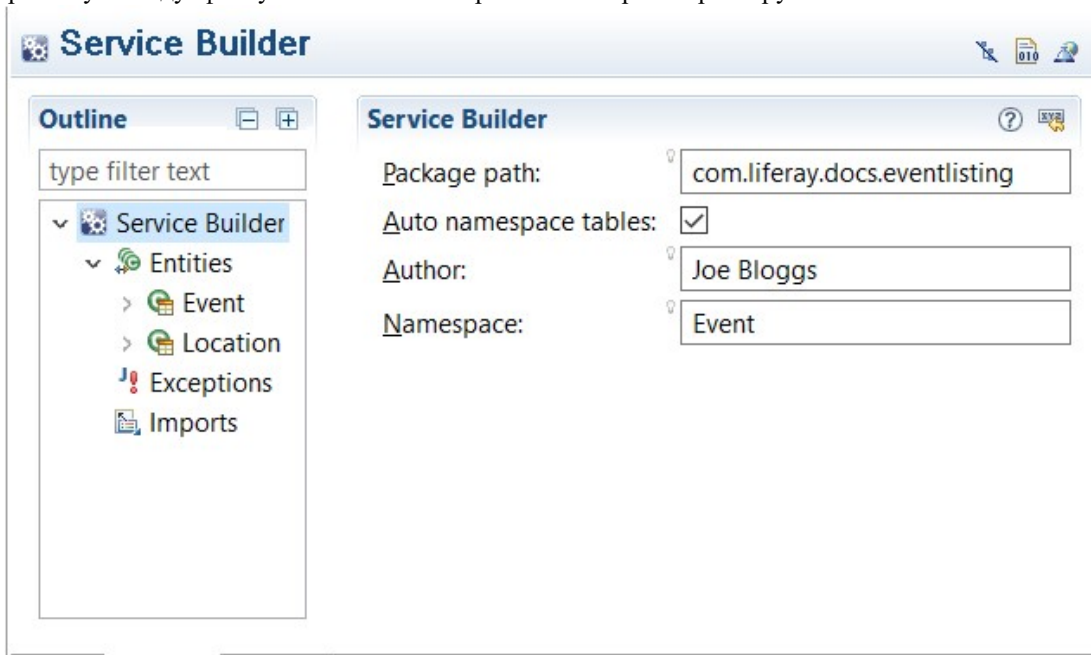 Service Builder
Outline
type filter text
Service Builder
Entities
Event
Location
Exceptions
Imports
Service Builder
Package path: com.liferay.docs.eventlisting
Auto namespace tables:
Author: Joe Bloggs
Namespace: Event